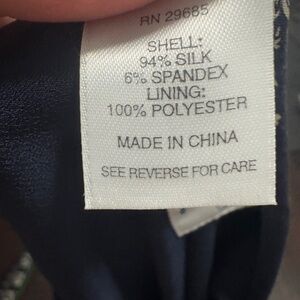 RN 29685
SHELL:
94% SILK
6% SPANDEX
LINING:
100% POLYESTER
MADE IN CHINA
SEE REVERSE FOR CARE